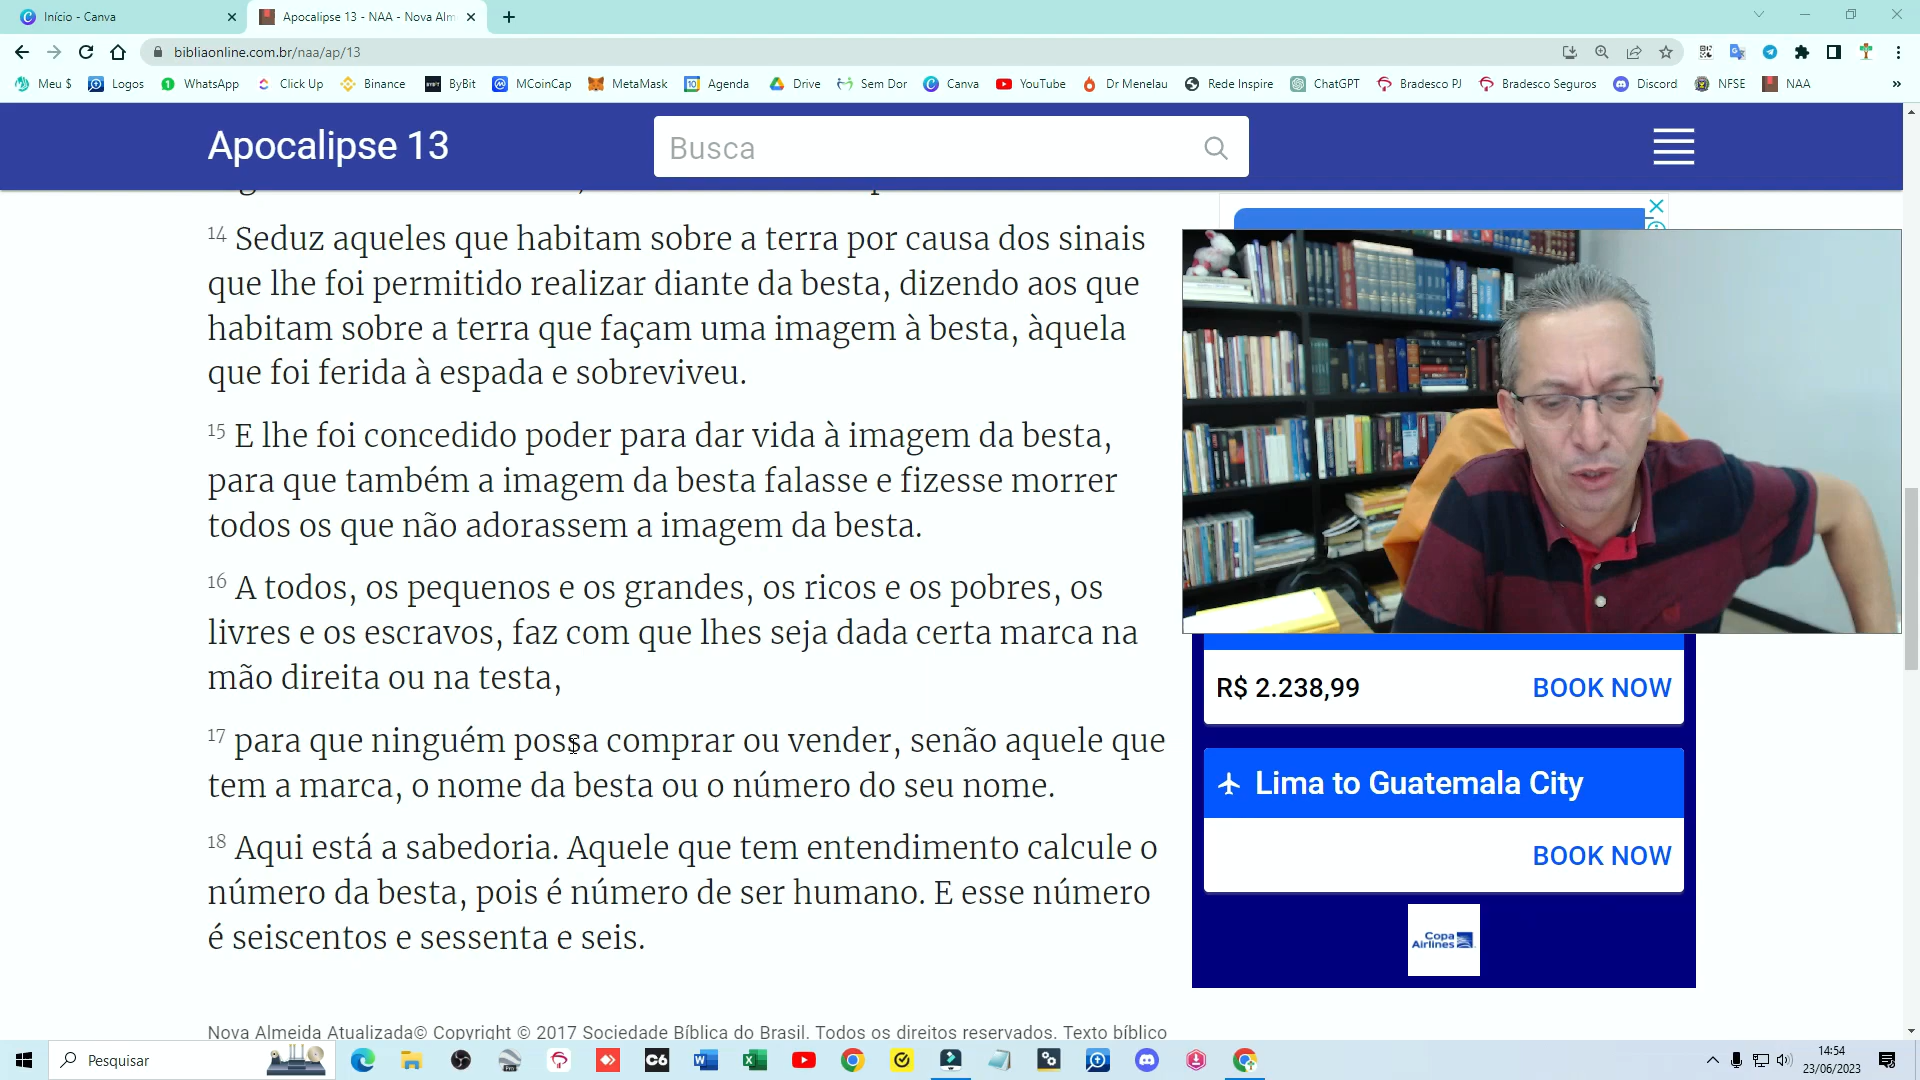 Início - Canva
Apocalipse 13 - NAA - Nova Alm
bibliaonline.com.br/naa/ap/13
Meu $
Logos
WhatsApp
Click Up
Binance
ByBit
MCoinCap
MetaMask
Agenda
Drive
Sem Dor
Canva
YouTube
Dr Menelau
Rede Inspire
ChatGPT
Bradesco PJ
Bradesco Seguros
Discord
NFSE
NAA
»
Apocalipse 13
Busca
14 Seduz aqueles que habitam sobre a terra por causa dos sinais
que lhe foi permitido realizar diante da besta, dizendo aos que
habitam sobre a terra que façam uma imagem à besta, àquela
que foi ferida à espada e sobreviveu.
15 E lhe foi concedido poder para dar vida à imagem da besta,
para que também a imagem da besta falasse e fizesse morrer
todos os que não adorassem a imagem da besta.
16 A todos, os pequenos e os grandes, os ricos e os pobres, os
livres e os escravos, faz com que lhes seja dada certa marca na
mão direita ou na testa,
17 para que ninguém possa comprar ou vender, senão aquele que
tem a marca, o nome da besta ou o número do seu nome.
18 Aqui está a sabedoria. Aquele que tem entendimento calcule o
número da besta, pois é número de ser humano. E esse número
é seiscentos e sessenta e seis.
Nova Almeida Atualizada© Copyright © 2017 Sociedade Bíblica do Brasil. Todos os direitos reservados. Texto bíblico
R$ 2.238,99
BOOK NOW
Lima to Guatemala City
BOOK NOW
Copa
Airlines
Pesquisar
C6
14:54
23/06/2023